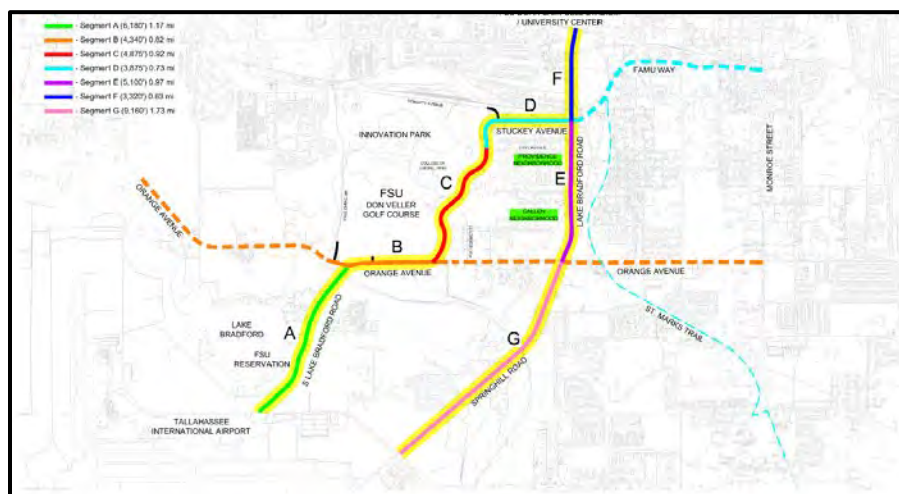 - Segment A (6,180') 1.17 mi
- Segment B (4,340') 0.82 mi
- Segment C (4,875') 0.92 mi
- Segment D (3,875') 0.73 mi
- Segment E (5,100') 0.97 mi
- Segment F (3,320') 0.63 mi
- Segment G (9,160') 1.73 mi
/ UNIVERSITY CENTER
F
FAMU WAY
D
STUCKEY AVENUE
INNOVATION PARK
PROVIDENCE
NEIGHBORHOOD
MONROE STREET
C
E
LAKE BRADFORD ROAD
FSU
DON VELLER
GOLF COURSE
CALLEN
NEIGHBORHOOD
ORANGE AVENUE
B
ORANGE AVENUE
ORANGE AVENUE
LAKE
BRADFORD
A
S LAKE BRADFORD ROAD
FSU
RESERVATION
G
SPRINGHILL ROAD
ST. MARKS TRAIL
TALLAHASSEE
INTERNATIONAL AIRPORT